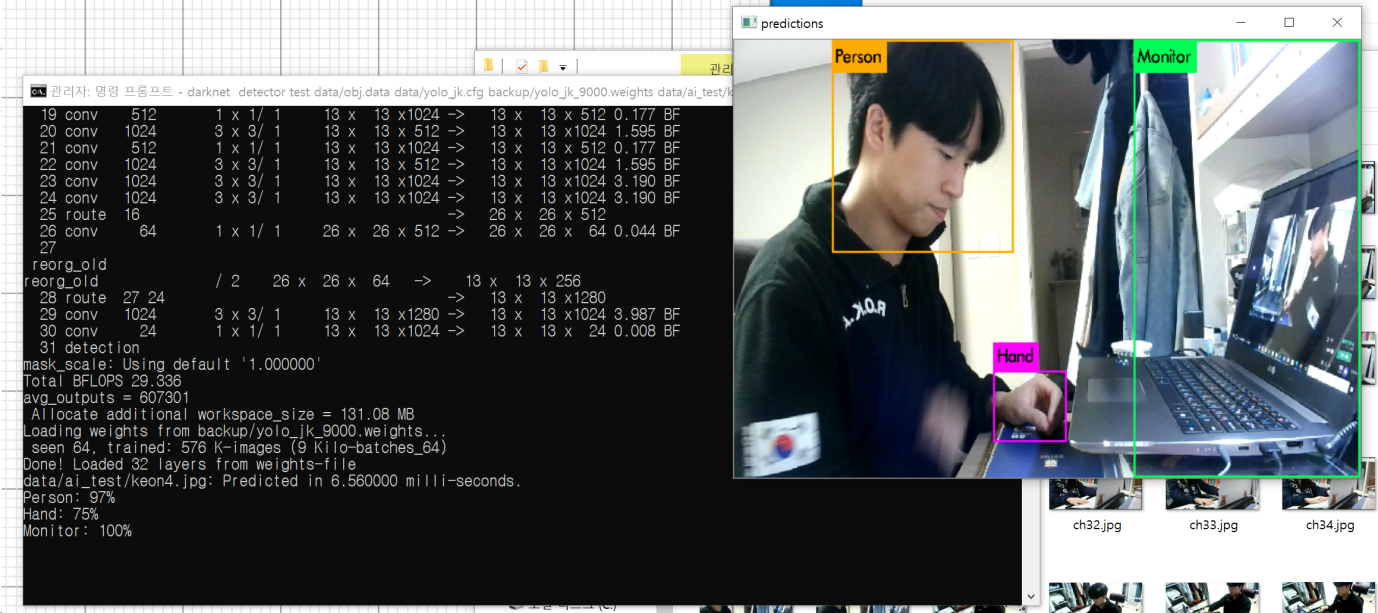 관리자: 명령 프롬프트 - darknet detector test data/obj.data data/yolo_jk.cfg backup/yolo_jk_9000.weights data/ai_test/k
19 conv 512 1 x 1/ 1 13 x 13 x1024 -> 13 x 13 x 512 0.177 BF
20 conv 1024 3 x 3/ 1 13 x 13 x 512 -> 13 x 13 x1024 1.595 BF
21 conv 512 1 x 1/ 1 13 x 13 x1024 -> 13 x 13 x 512 0.177 BF
22 conv 1024 3 x 3/ 1 13 x 13 x 512 -> 13 x 13 x1024 1.595 BF
23 conv 1024 3 x 3/ 1 13 x 13 x1024 -> 13 x 13 x1024 3.190 BF
24 conv 1024 3 x 3/ 1 13 x 13 x1024 -> 13 x 13 x1024 3.190 BF
25 route 16 -> 26 x 26 x 512
26 conv 64 1 x 1/ 1 26 x 26 x 512 -> 26 x 26 x 64 0.044 BF
27
reorg_old
reorg_old / 2 26 x 26 x 64 -> 13 x 13 x 256
28 route 27 24 -> 13 x 13 x1280
29 conv 1024 3 x 3/ 1 13 x 13 x1280 -> 13 x 13 x1024 3.987 BF
30 conv 24 1 x 1/ 1 13 x 13 x1024 -> 13 x 13 x 24 0.008 BF
31 detection
mask_scale: Using default '1.000000'
Total BFLOPS 29.336
avg_outputs = 607301
Allocate additional workspace_size = 131.08 MB
Loading weights from backup/yolo_jk_9000.weights...
seen 64, trained: 576 K-images (9 Kilo-batches_64)
Done! Loaded 32 layers from weights-file
data/ai_test/keon4.jpg: Predicted in 6.560000 milli-seconds.
Person: 97%
Hand: 75%
Monitor: 100%
관리
predictions
Person
Monitor
Hand
R.O.K.A
ch32.jpg
ch33.jpg
ch34.jpg